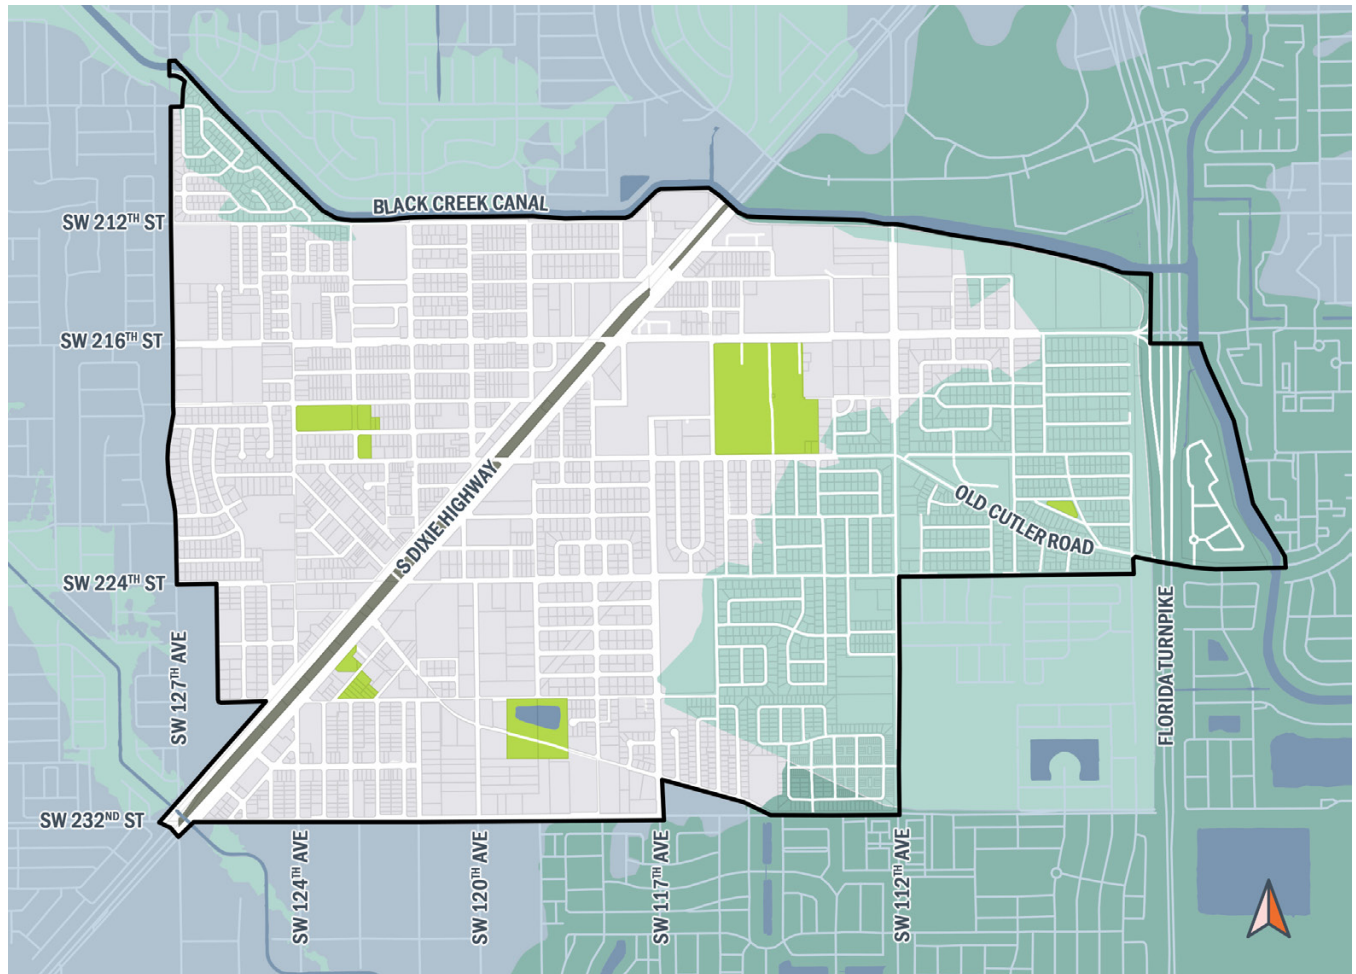 BLACK CREEK CANAL
SW 212TH ST
SW 216TH ST
S DIXIE HIGHWAY
OLD CUTLER ROAD
SW 224TH ST
SW 127TH AVE
FLORIDA TURNPIKE
SW 232ND ST
SW 124TH AVE
SW 120TH AVE
SW 117TH AVE
SW 112TH AVE